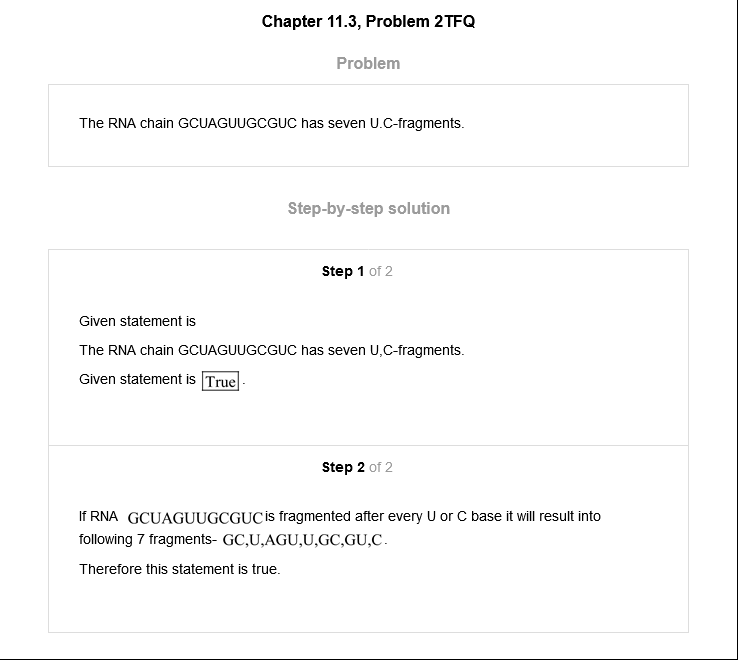 Chapter 11.3, Problem 2TFQ
Problem
The RNA chain GCUAGUUGCGUC has seven U.C-fragments.
Step-by-step solution
Step 1 of 2
Given statement is
The RNA chain GCUAGUUGCGUC has seven U,C-fragments.
Given statement is True.
Step 2 of 2
If RNA GCUAGUUGCGUC is fragmented after every U or C base it will result into
following 7 fragments- GC,U,AGU,U,GC,GU,C.
Therefore this statement is true.